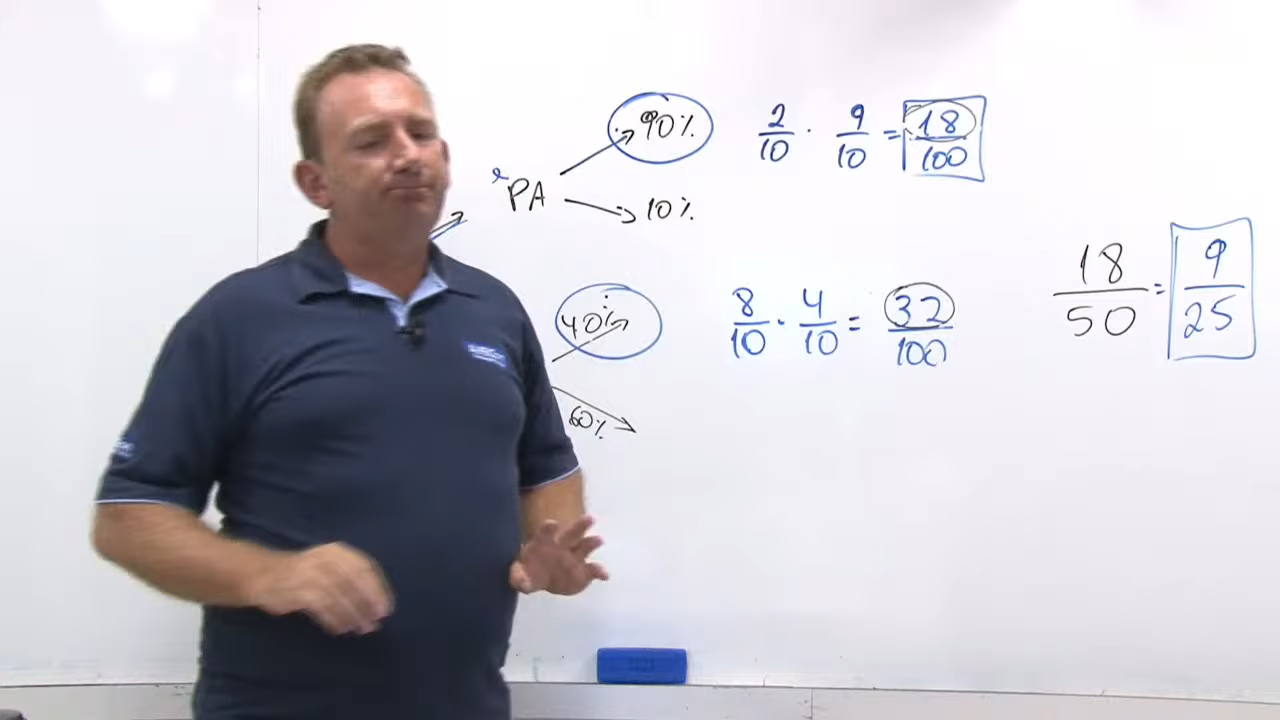 90%
2/10 · 9/10 = 18/100
PA
10%
18/50 = 9/25
40%
8/10 · 4/10 = 32/100
60%